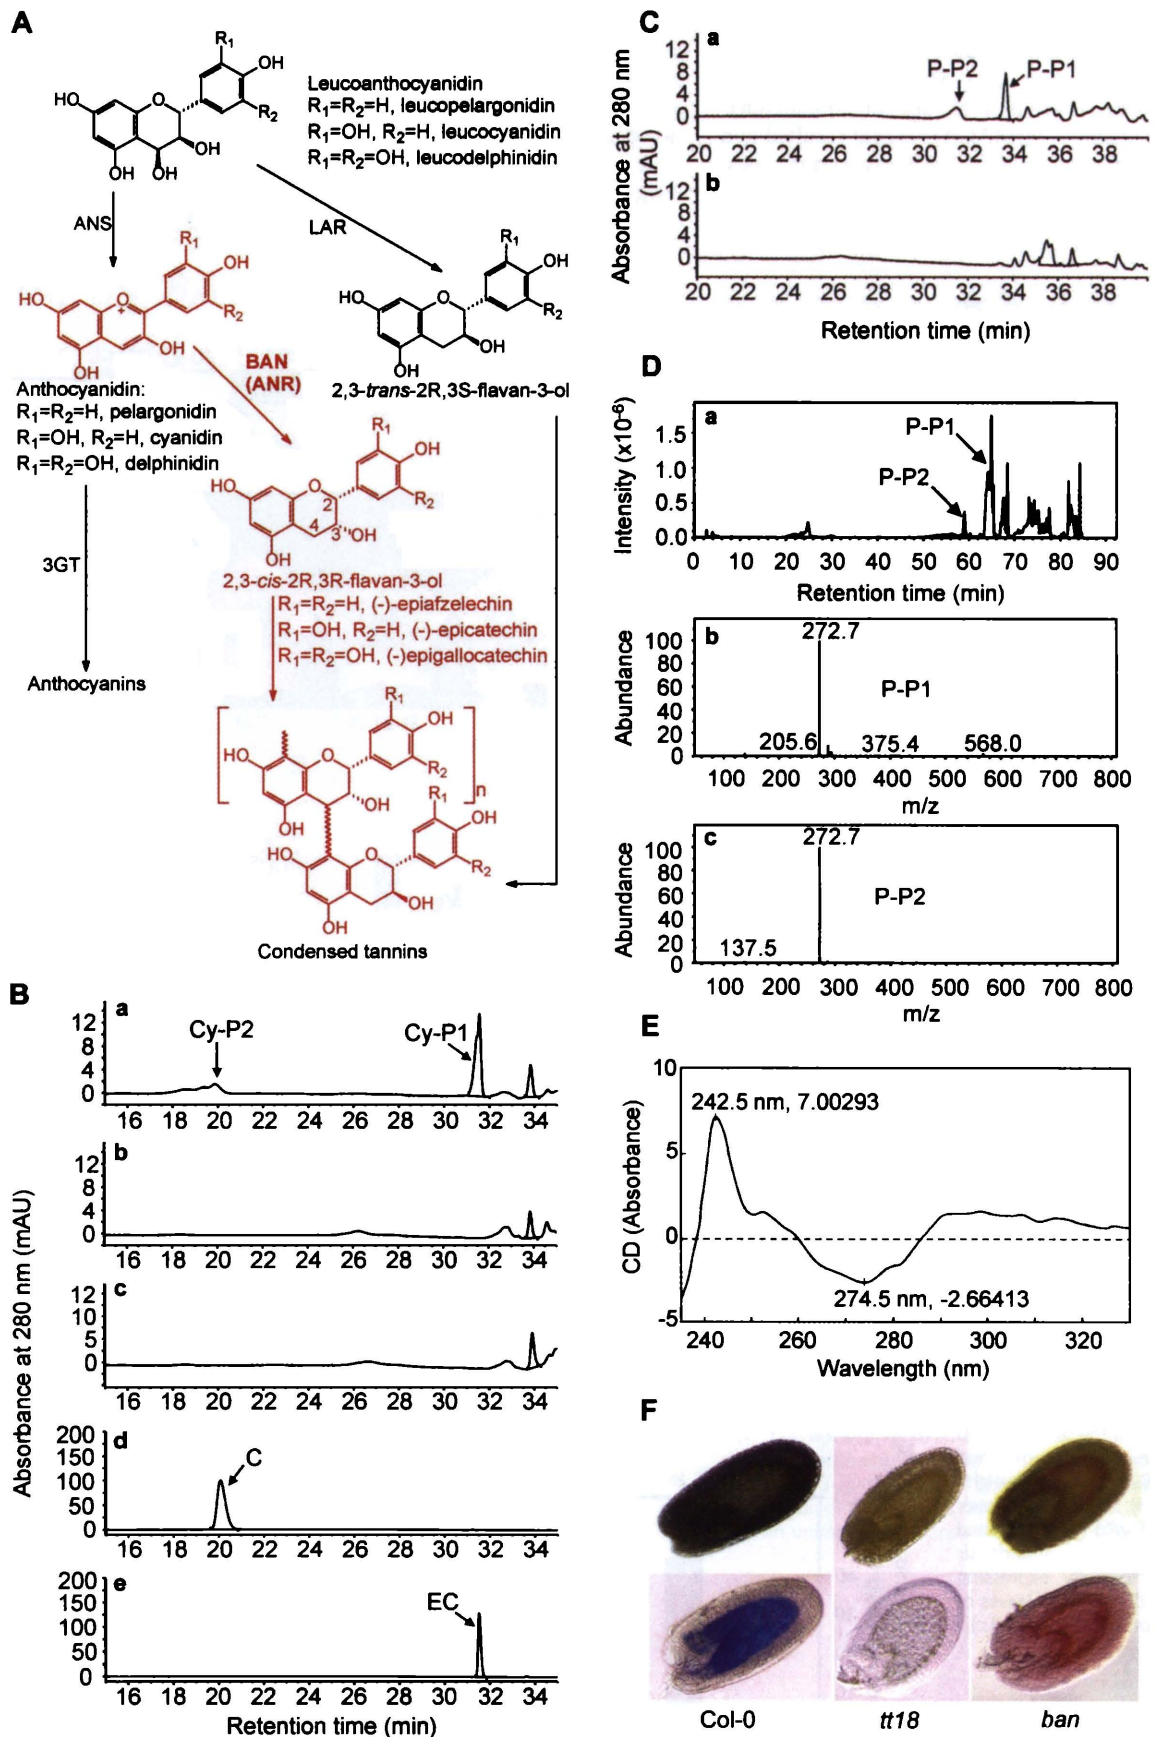 A
R1
OH
HO
O
R2
OH
OH
OH
Leucoanthocyanidin
R1=R2=H, leucopelargonidin
R1=OH, R2=H, leucocyanidin
R1=R2=OH, leucodelphinidin
ANS
LAR
R1
OH
HO
O
+
R2
OH
OH
BAN
(ANR)
R1
OH
HO
O
R2
OH
OH
2,3-trans-2R,3S-flavan-3-ol
Anthocyanidin:
R1=R2=H, pelargonidin
R1=OH, R2=H, cyanidin
R1=R2=OH, delphinidin
R1
OH
HO
O
2
R2
4
3
OH
OH
2,3-cis-2R,3R-flavan-3-ol
R1=R2=H, (-)-epiafzelechin
R1=OH, R2=H, (-)-epicatechin
R1=R2=OH, (-)epigallocatechin
3GT
Anthocyanins
R1
OH
HO
O
R2
OH
OH
n
R1
OH
HO
O
R2
OH
OH
Condensed tannins
B
Absorbance at 280 nm (mAU)
a
Cy-P2
Cy-P1
12
8
4
0
16 18 20 22 24 26 28 30 32 34
b
12
8
4
0
16 18 20 22 24 26 28 30 32 34
c
12
10
5
0
16 18 20 22 24 26 28 30 32 34
d
C
200
150
100
50
0
16 18 20 22 24 26 28 30 32 34
e
EC
200
150
100
50
0
16 18 20 22 24 26 28 30 32 34
Retention time (min)
C
Absorbance at 280 nm
(mAU)
a
P-P2
P-P1
12
8
4
0
20 22 24 26 28 30 32 34 36 38
b
12
8
4
0
20 22 24 26 28 30 32 34 36 38
Retention time (min)
D
Intensity (x10-6)
a
P-P1
P-P2
1.5
1.0
0.5
0.0
0 10 20 30 40 50 60 70 80 90
Retention time (min)
Abundance
b
272.7
P-P1
205.6
375.4
568.0
100
80
60
40
20
0
100 200 300 400 500 600 700 800
m/z
Abundance
c
272.7
P-P2
137.5
100
80
60
40
20
0
100 200 300 400 500 600 700 800
m/z
E
CD (Absorbance)
10
5
0
-5
242.5 nm, 7.00293
274.5 nm, -2.66413
240 260 280 300 320
Wavelength (nm)
F
Col-0
tt18
ban